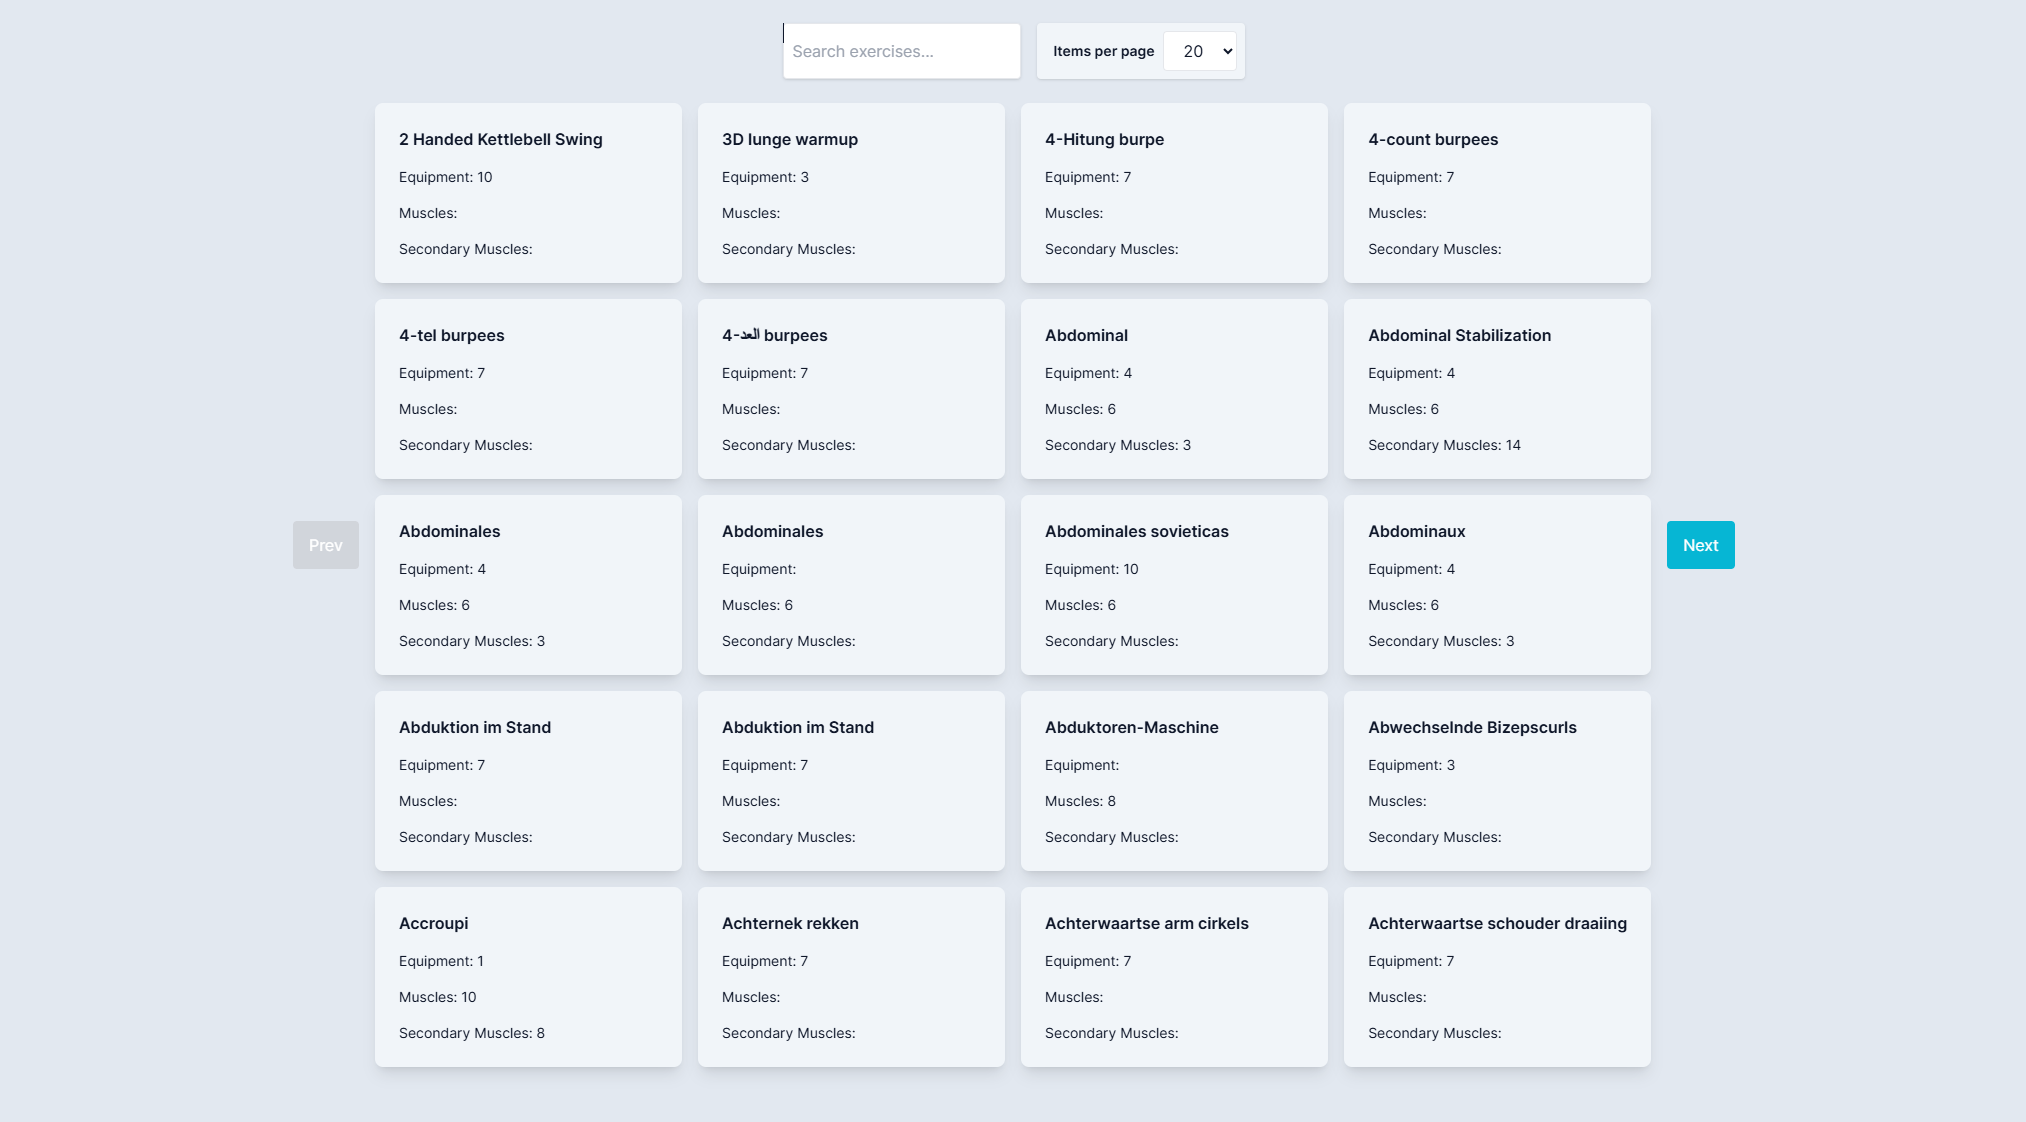 Search exercises...
Items per page 20
2 Handed Kettlebell Swing
Equipment: 10
Muscles:
Secondary Muscles:
3D lunge warmup
Equipment: 3
Muscles:
Secondary Muscles:
4-Hitung burpe
Equipment: 7
Muscles:
Secondary Muscles:
4-count burpees
Equipment: 7
Muscles:
Secondary Muscles:
4-tel burpees
Equipment: 7
Muscles:
Secondary Muscles:
4-العد burpees
Equipment: 7
Muscles:
Secondary Muscles:
Abdominal
Equipment: 4
Muscles: 6
Secondary Muscles: 3
Abdominal Stabilization
Equipment: 4
Muscles: 6
Secondary Muscles: 14
Prev
Abdominales
Equipment: 4
Muscles: 6
Secondary Muscles: 3
Abdominales
Equipment:
Muscles: 6
Secondary Muscles:
Abdominales sovieticas
Equipment: 10
Muscles: 6
Secondary Muscles:
Abdominaux
Equipment: 4
Muscles: 6
Secondary Muscles: 3
Next
Abduktion im Stand
Equipment: 7
Muscles:
Secondary Muscles:
Abduktion im Stand
Equipment: 7
Muscles:
Secondary Muscles:
Abduktoren-Maschine
Equipment:
Muscles: 8
Secondary Muscles:
Abwechselnde Bizepscurls
Equipment: 3
Muscles:
Secondary Muscles:
Accroupi
Equipment: 1
Muscles: 10
Secondary Muscles: 8
Achternek rekken
Equipment: 7
Muscles:
Secondary Muscles:
Achterwaartse arm cirkels
Equipment: 7
Muscles:
Secondary Muscles:
Achterwaartse schouder draaiing
Equipment: 7
Muscles:
Secondary Muscles: